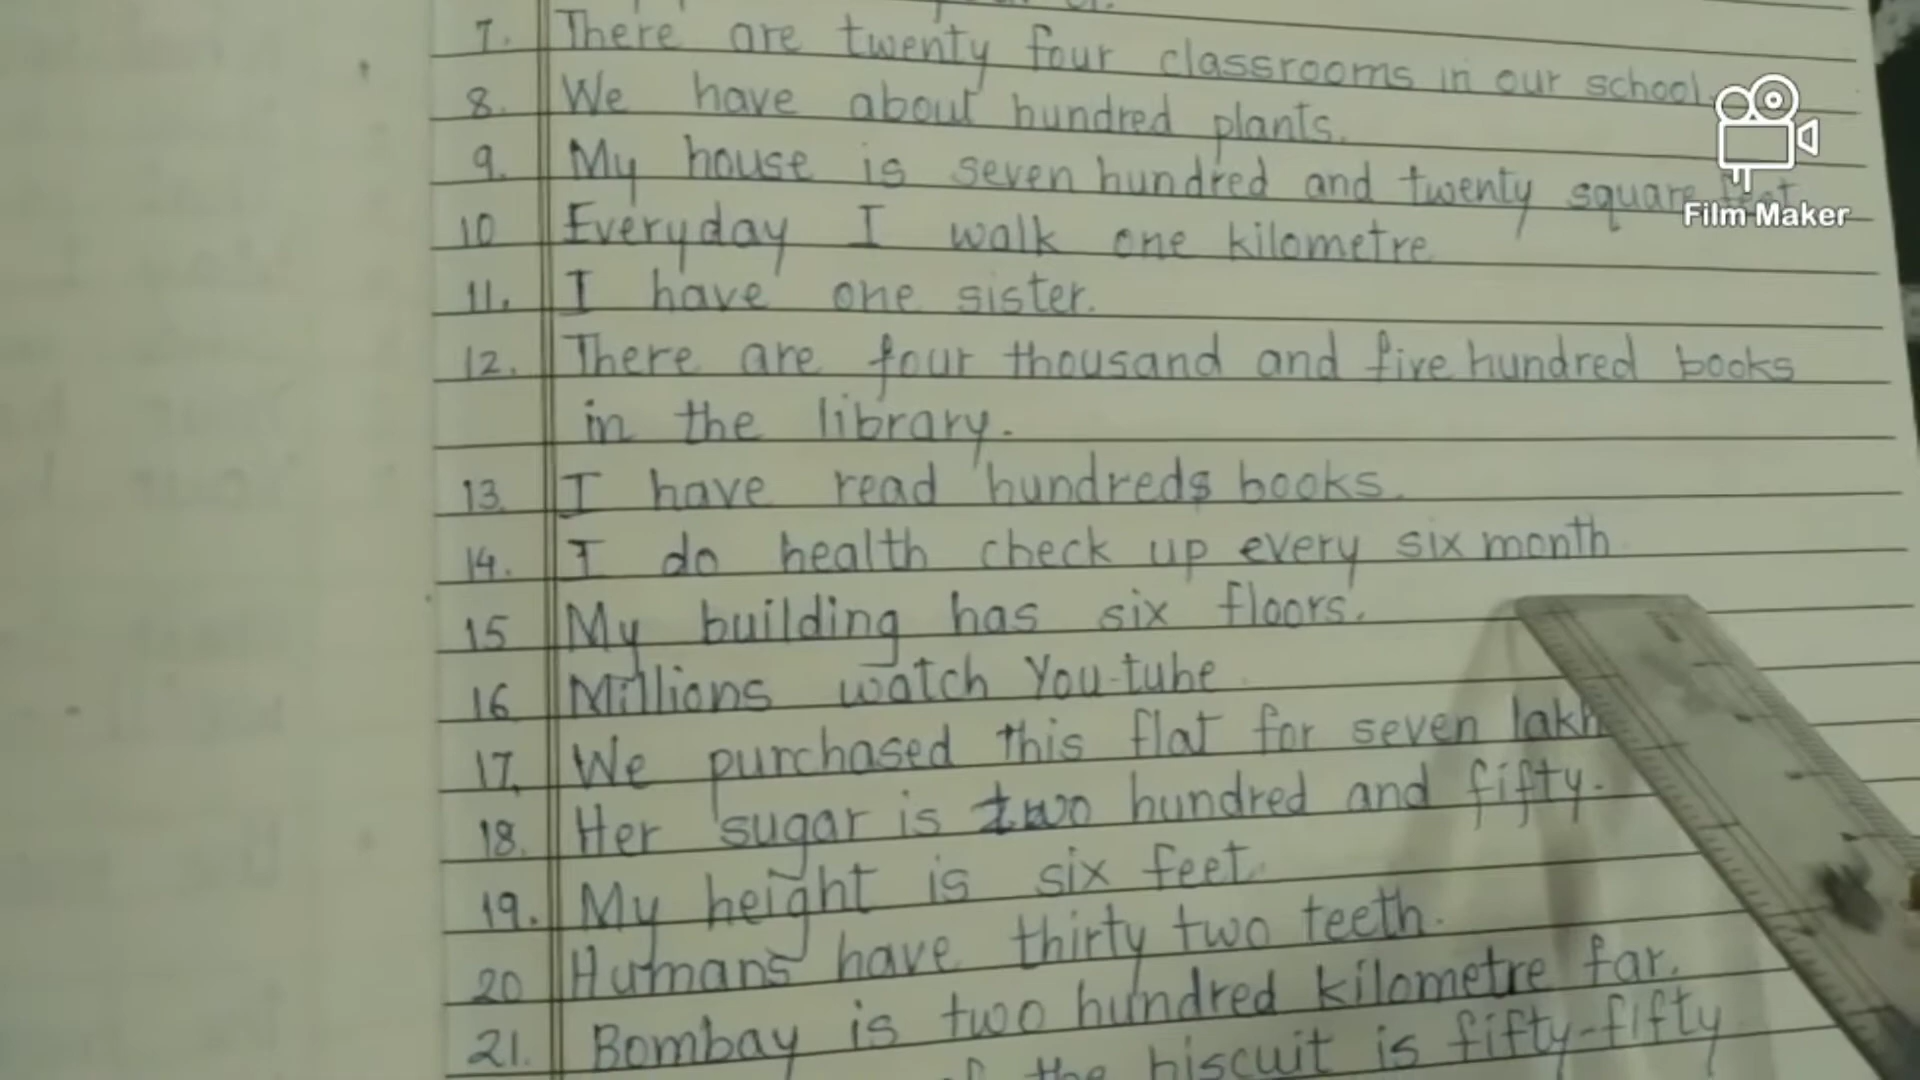 7. There are twenty four classrooms in our school
8. We have about hundred plants.
9. My house is seven hundred and twenty square feet
10 Everyday I walk one kilometre
11. I have one sister.
12. There are four thousand and five hundred books
in the library.
13. I have read hundreds books.
14. I do health check up every six month
15 My building has six floors.
16 Millions watch You-tube
17. We purchased this flat for seven lakh
18. Her sugar is two hundred and fifty.
19. My height is six feet.
20 Humans have thirty two teeth.
21. Bombay is two hundred kilometre far.
the biscuit is fifty-fifty
Film Maker